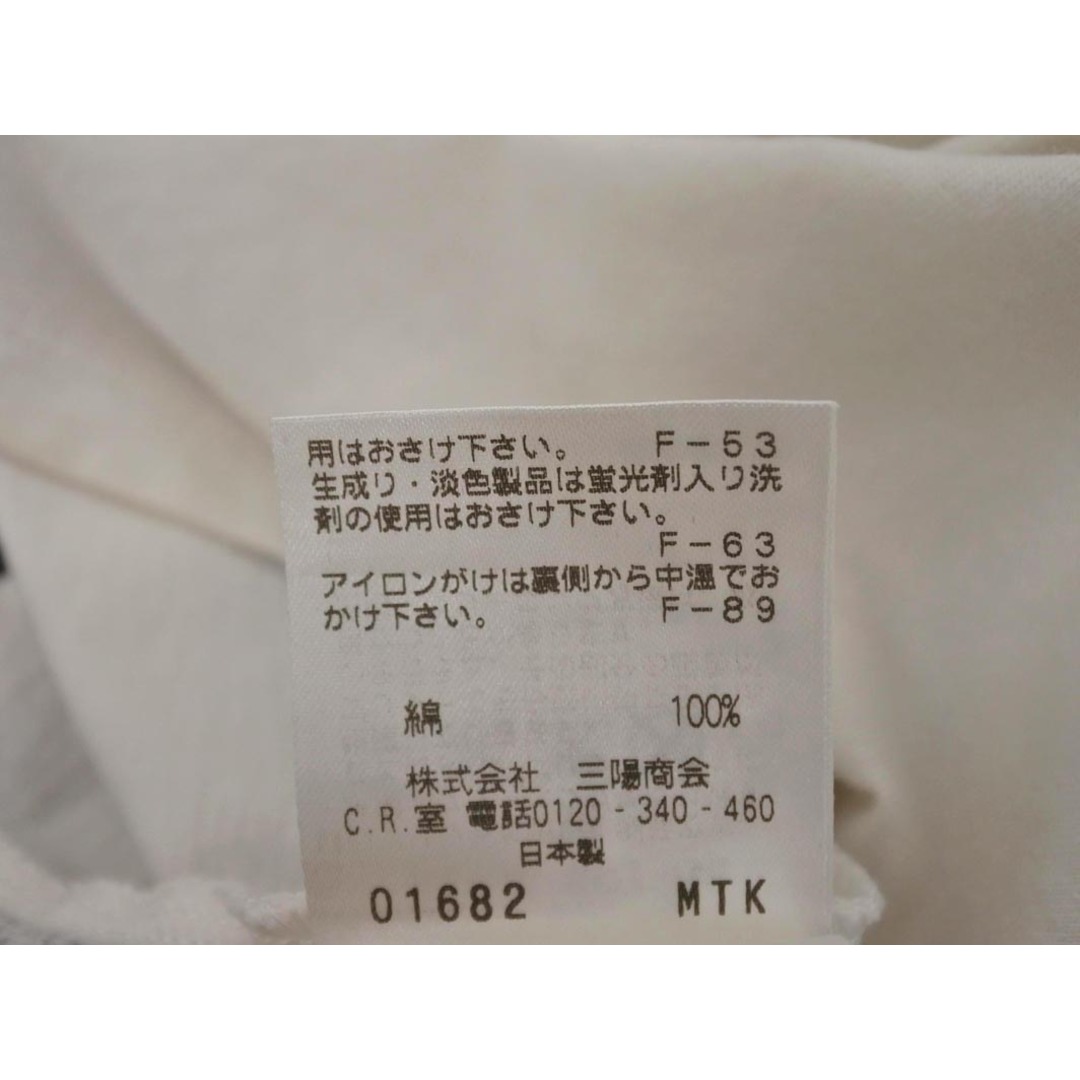 用はおさけ下さい。 F-53
生成り・淡色製品は蛍光剤入り洗
剤の使用はおさけ下さい。
F-63
アイロンがけは裏側から中温でお
かけ下さい。 F-89
綿 100%
株式会社 三陽商会
C.R.室 電話0120-340-460
日本製
01682 MTK